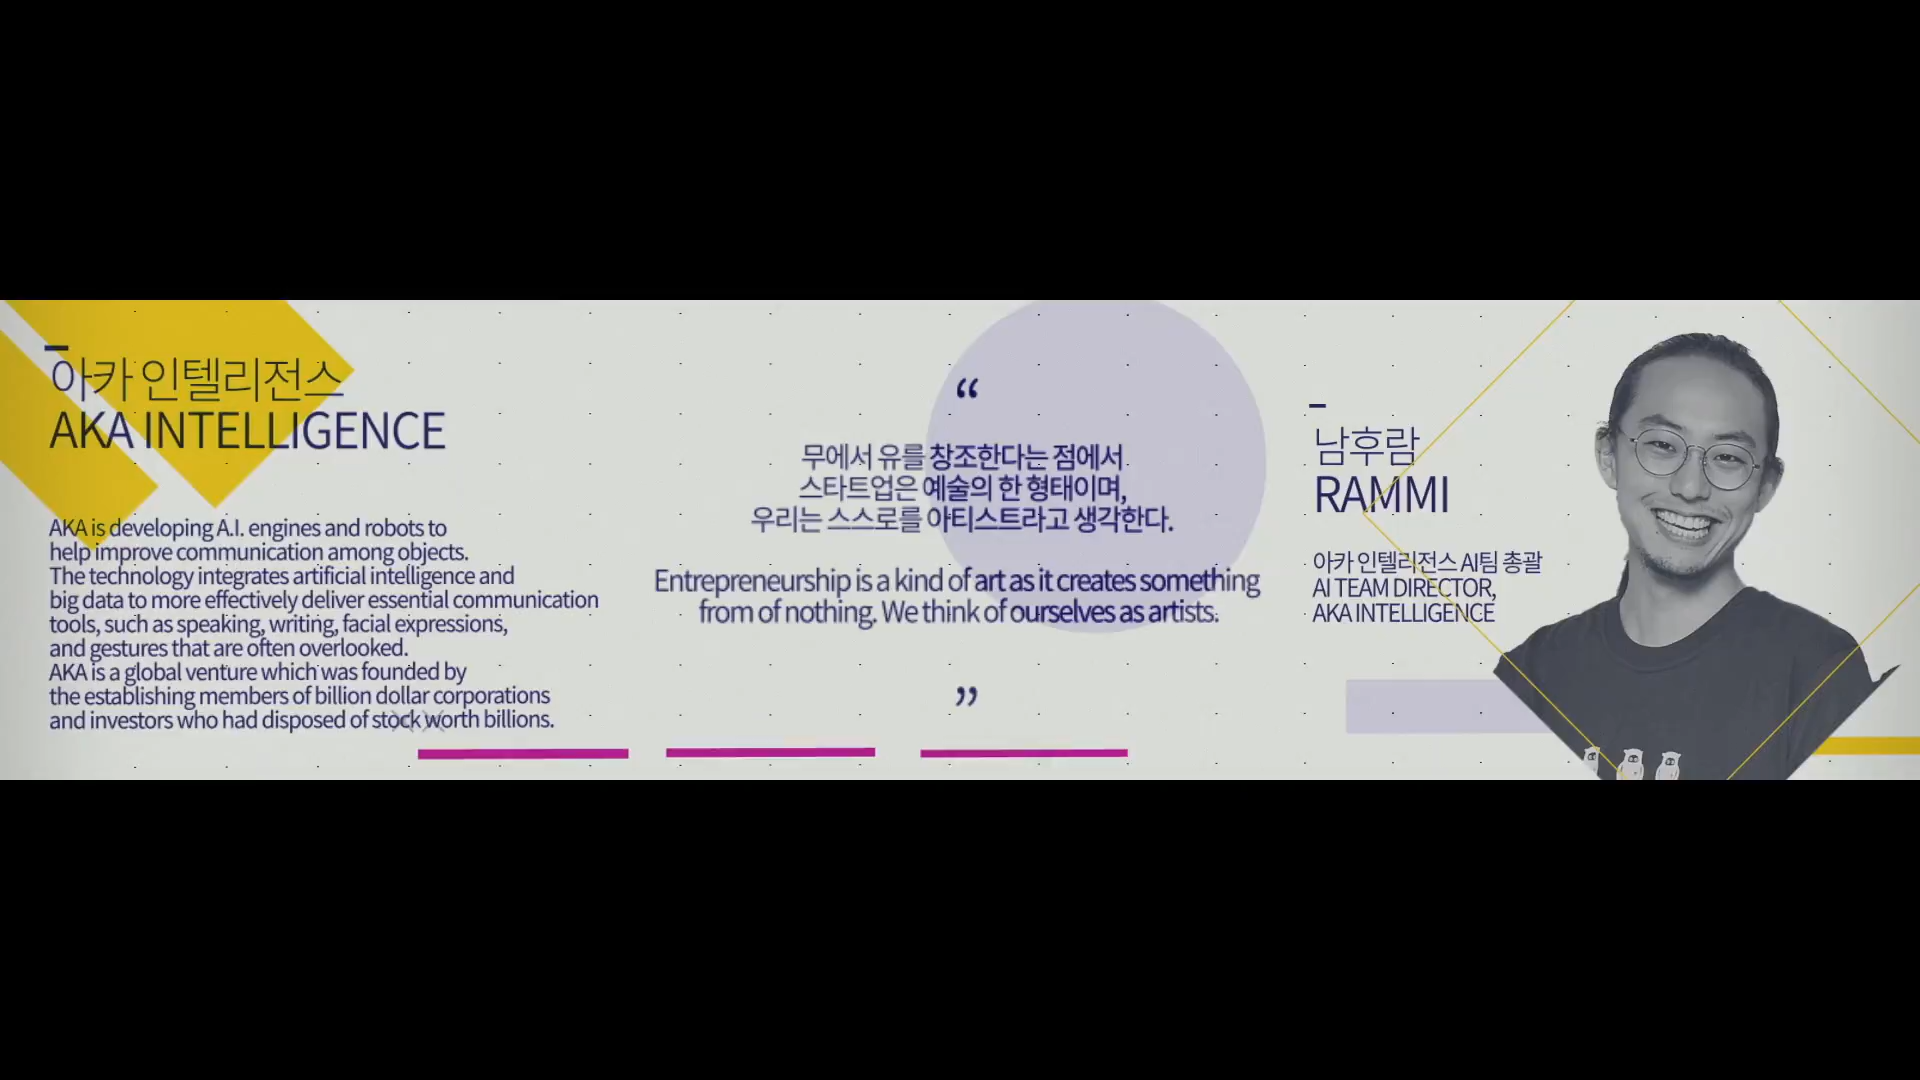 아카 인텔리전스
AKA INTELLIGENCE
AKA is developing A.I. engines and robots to
help improve communication among objects.
The technology integrates artificial intelligence and
big data to more effectively deliver essential communication
tools, such as speaking, writing, facial expressions,
and gestures that are often overlooked.
AKA is a global venture which was founded by
the establishing members of billion dollar corporations
and investors who had disposed of stock worth billions.
“
무에서 유를 창조한다는 점에서
스타트업은 예술의 한 형태이며,
우리는 스스로를 아티스트라고 생각한다.
Entrepreneurship is a kind of art as it creates something
from of nothing. We think of ourselves as artists.
”
남후람
RAMMI
아카 인텔리전스 AI팀 총괄
AI TEAM DIRECTOR,
AKA INTELLIGENCE